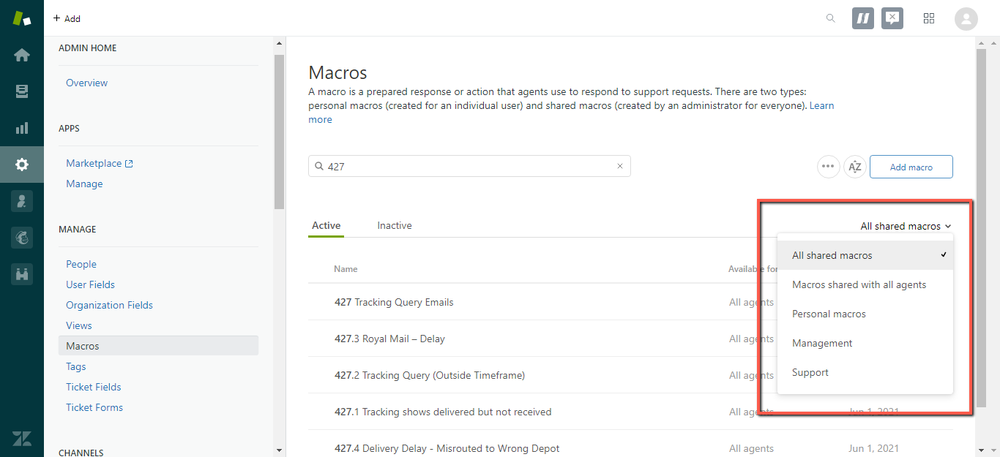 + Add
ADMIN HOME
Overview
APPS
Marketplace
Manage
MANAGE
People
User Fields
Organization Fields
Views
Macros
Tags
Ticket Fields
Ticket Forms
CHANNELS
Macros
A macro is a prepared response or action that agents use to respond to support requests. There are two types:
personal macros (created for an individual user) and shared macros (created by an administrator for everyone). Learn
more
427
AZ
Add macro
Active
Inactive
All shared macros
All shared macros
Macros shared with all agents
Personal macros
Management
Support
Name
Available for
427 Tracking Query Emails
All agents
427.3 Royal Mail – Delay
All agents
427.2 Tracking Query (Outside Timeframe)
All agents
427.1 Tracking shows delivered but not received
All agents
Jun 1, 2021
427.4 Delivery Delay - Misrouted to Wrong Depot
All agents
Jun 1, 2021